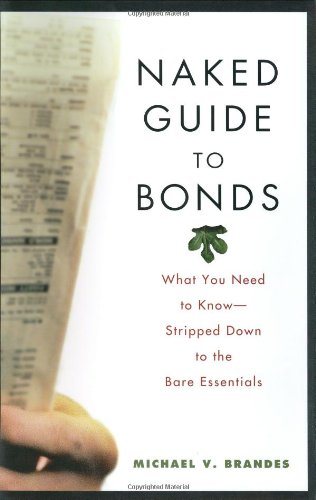 NAKED
GUIDE
TO
BONDS
What You Need
to Know—
Stripped Down
to the
Bare Essentials
MICHAEL V. BRANDES